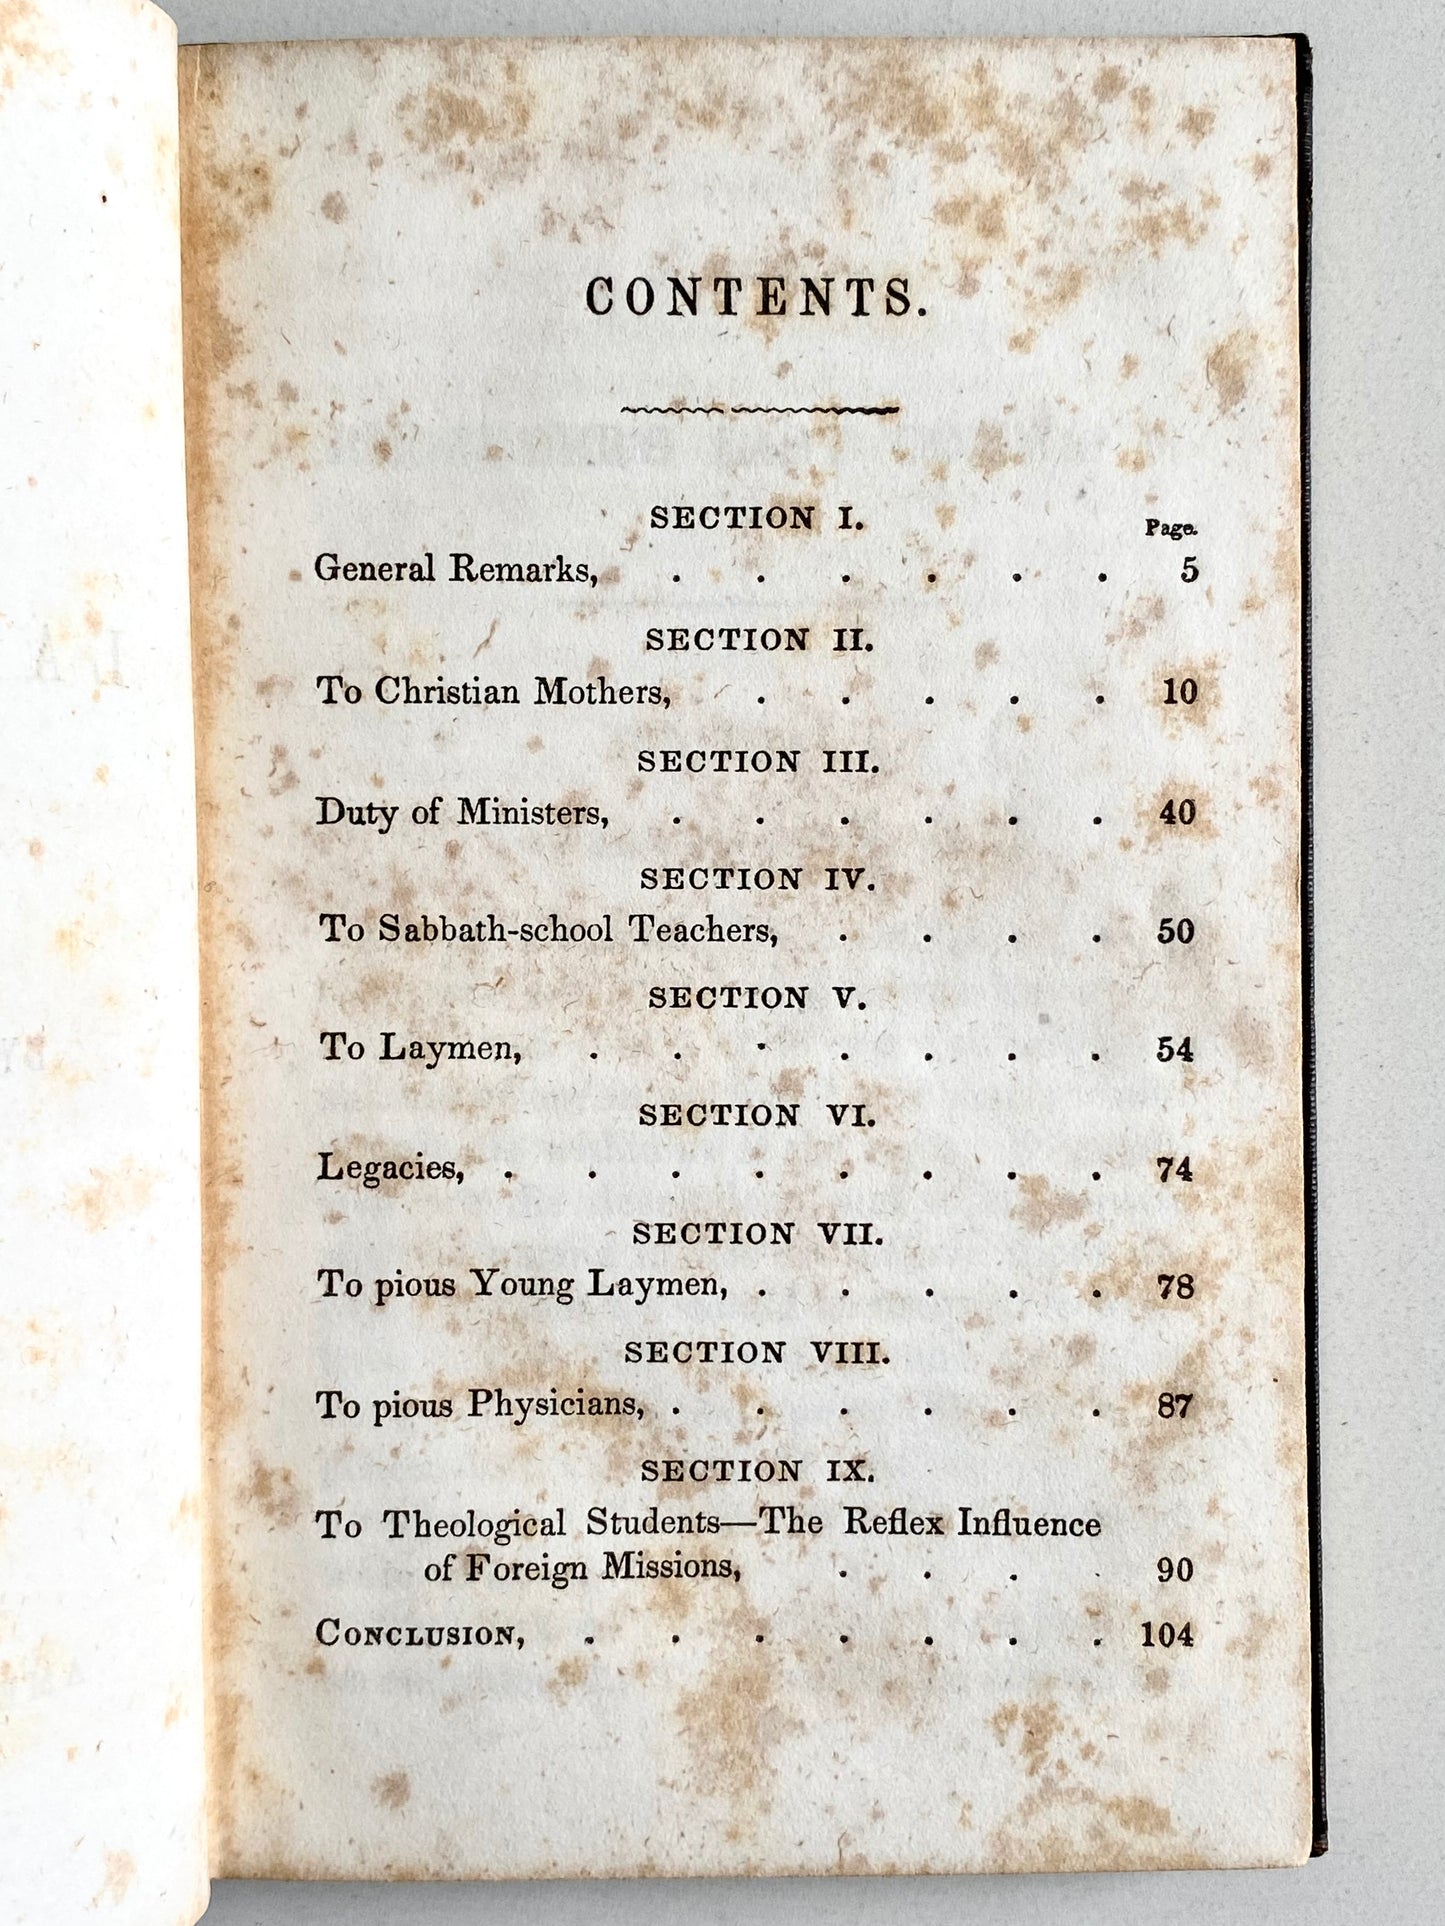 CONTENTS.
SECTION I.
Page.
General Remarks, . . . . . . 5
SECTION II.
To Christian Mothers, . . . . . 10
SECTION III.
Duty of Ministers, . . . . . . 40
SECTION IV.
To Sabbath-school Teachers, . . . . 50
SECTION V.
To Laymen, . . . . . . . 54
SECTION VI.
Legacies, . . . . . . . . 74
SECTION VII.
To pious Young Laymen, . . . . . 78
SECTION VIII.
To pious Physicians, . . . . . . 87
SECTION IX.
To Theological Students—The Reflex Influence
of Foreign Missions, . . . . 90
CONCLUSION, . . . . . . . 104